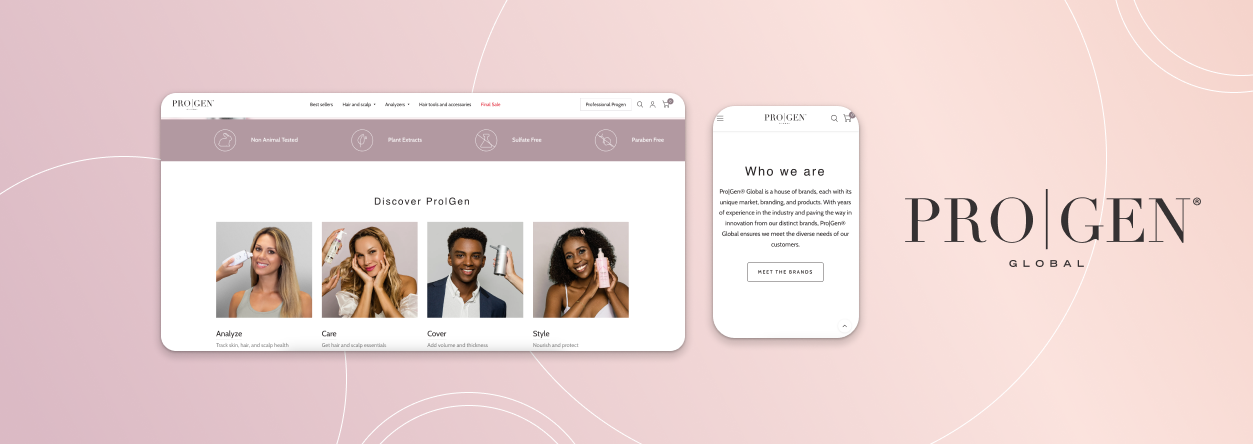 PRO|GEN
Best sellers
Hair and scalp
Analyzers
Hair tools and accessories
Final Sale
Professional Progen
Non Animal Tested
Plant Extracts
Sulfate Free
Paraben Free
Discover Pro|Gen
Analyze
Track skin, hair, and scalp health
Care
Get hair and scalp essentials
Cover
Add volume and thickness
Style
Nourish and protect
PRO|GEN
Who we are
Pro|Gen® Global is a house of brands, each with its
unique market, branding, and products. With years
of experience in the industry and paving the way in
innovation from our distinct brands, Pro|Gen®
Global ensures we meet the diverse needs of our
customers.
MEET THE BRANDS
PRO|GEN®
GLOBAL